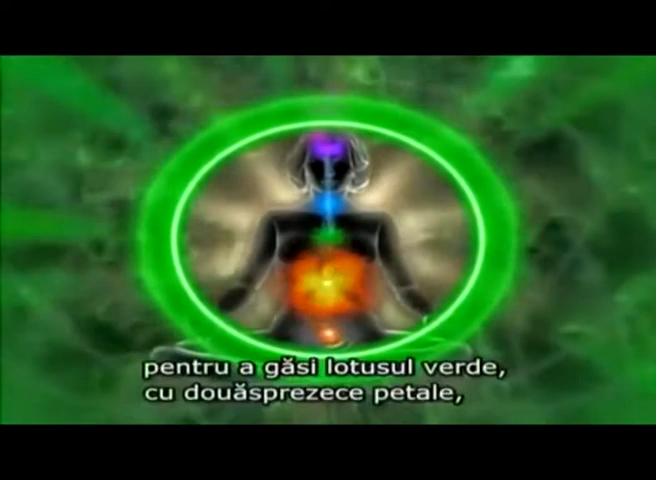 pentru a găsi lotusul verde,
cu douăsprezece petale,